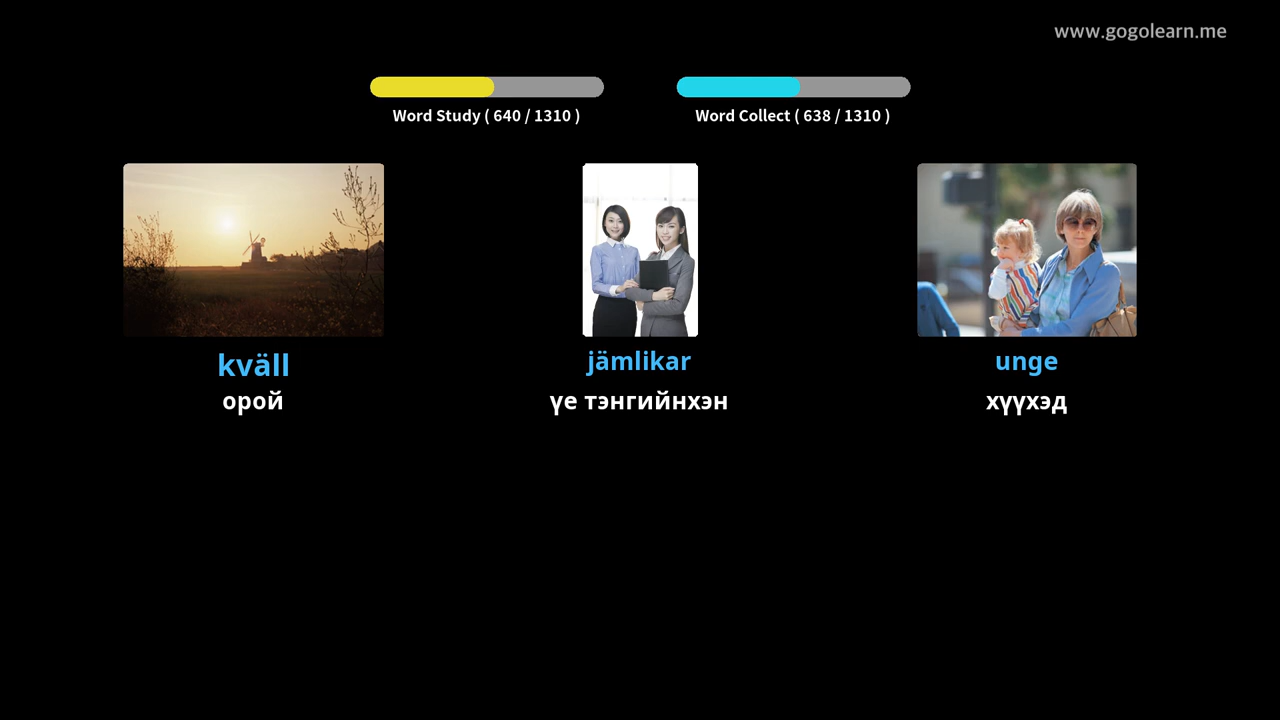 www.gogolearn.me
Word Study ( 640 / 1310 )
Word Collect ( 638 / 1310 )
kväll
jämlikar
unge
орой
үе тэнгийнхэн
хүүхэд